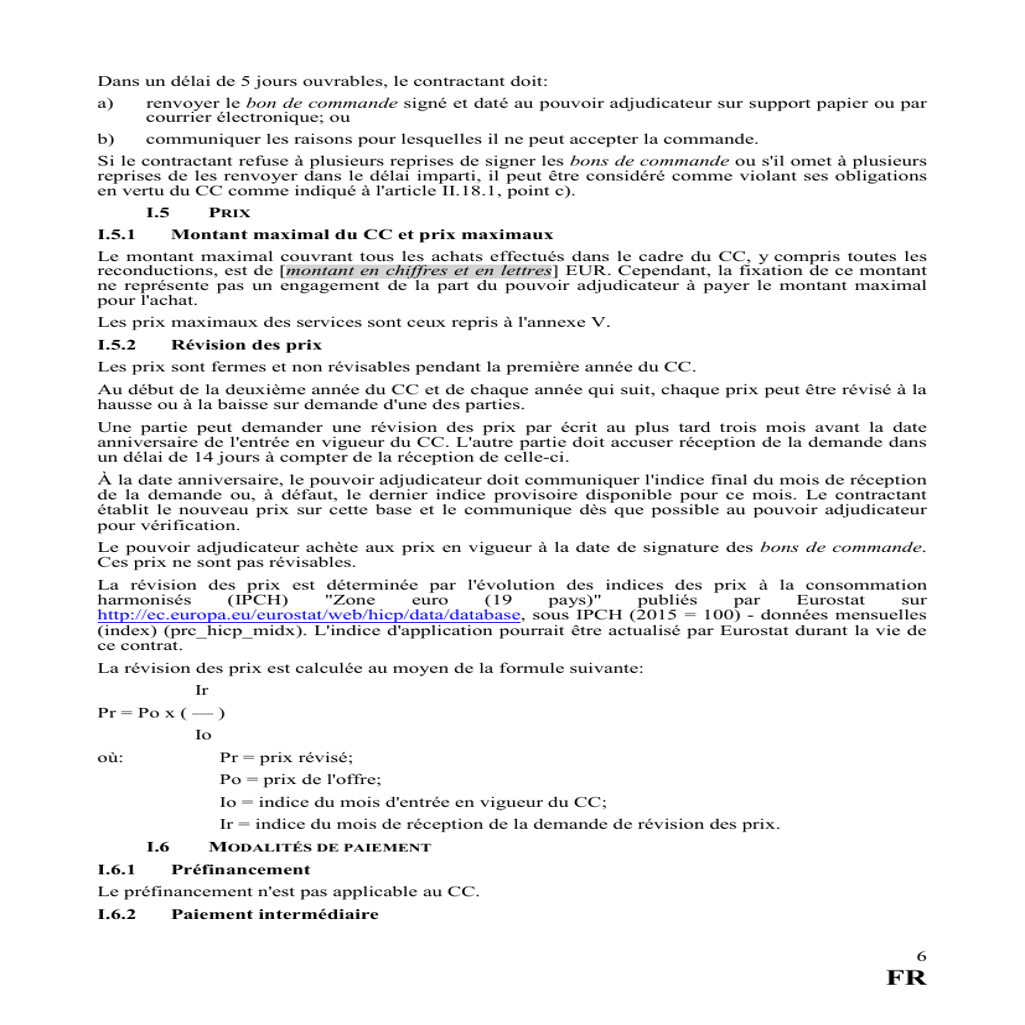 Dans un délai de 5 jours ouvrables, le contractant doit:
a) renvoyer le bon de commande signé et daté au pouvoir adjudicateur sur support papier ou par
courrier électronique; ou
b) communiquer les raisons pour lesquelles il ne peut accepter la commande.
Si le contractant refuse à plusieurs reprises de signer les bons de commande ou s'il omet à plusieurs
reprises de les renvoyer dans le délai imparti, il peut être considéré comme violant ses obligations
en vertu du CC comme indiqué à l'article II.18.1, point c).
I.5 PRIX
I.5.1 Montant maximal du CC et prix maximaux
Le montant maximal couvrant tous les achats effectués dans le cadre du CC, y compris toutes les
reconductions, est de [montant en chiffres et en lettres] EUR. Cependant, la fixation de ce montant
ne représente pas un engagement de la part du pouvoir adjudicateur à payer le montant maximal
pour l'achat.
Les prix maximaux des services sont ceux repris à l'annexe V.
I.5.2 Révision des prix
Les prix sont fermes et non révisables pendant la première année du CC.
Au début de la deuxième année du CC et de chaque année qui suit, chaque prix peut être révisé à la
hausse ou à la baisse sur demande d'une des parties.
Une partie peut demander une révision des prix par écrit au plus tard trois mois avant la date
anniversaire de l'entrée en vigueur du CC. L'autre partie doit accuser réception de la demande dans
un délai de 14 jours à compter de la réception de celle-ci.
À la date anniversaire, le pouvoir adjudicateur doit communiquer l'indice final du mois de réception
de la demande ou, à défaut, le dernier indice provisoire disponible pour ce mois. Le contractant
établit le nouveau prix sur cette base et le communique dès que possible au pouvoir adjudicateur
pour vérification.
Le pouvoir adjudicateur achète aux prix en vigueur à la date de signature des bons de commande.
Ces prix ne sont pas révisables.
La révision des prix est déterminée par l'évolution des indices des prix à la consommation
harmonisés (IPCH) "Zone euro (19 pays)" publiés par Eurostat sur
http://ec.europa.eu/eurostat/web/hicp/data/database, sous IPCH (2015 = 100) - données mensuelles
(index) (prc_hicp_midx). L'indice d'application pourrait être actualisé par Eurostat durant la vie de
ce contrat.
La révision des prix est calculée au moyen de la formule suivante:
Ir
Pr = Po x ( — )
Io
où: Pr = prix révisé;
Po = prix de l'offre;
Io = indice du mois d'entrée en vigueur du CC;
Ir = indice du mois de réception de la demande de révision des prix.
I.6 MODALITÉS DE PAIEMENT
I.6.1 Préfinancement
Le préfinancement n'est pas applicable au CC.
I.6.2 Paiement intermédiaire
6
FR